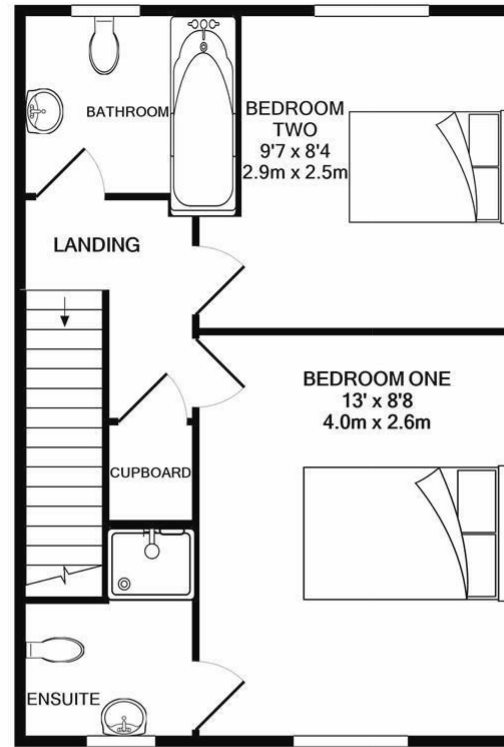 BATHROOM
BEDROOM
TWO
9'7 x 8'4
2.9m x 2.5m
LANDING
BEDROOM ONE
13' x 8'8
4.0m x 2.6m
CUPBOARD
ENSUITE